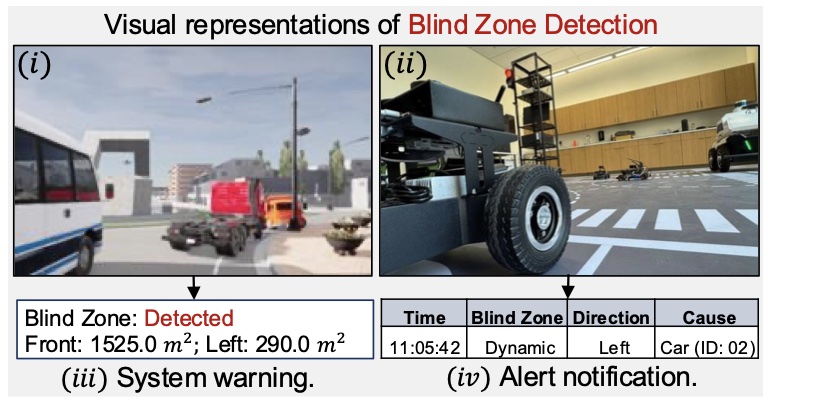 Visual representations of Blind Zone Detection
(i)
(ii)
Blind Zone: Detected
Front: 1525.0 m²; Left: 290.0 m²
Time Blind Zone Direction Cause
11:05:42 Dynamic Left Car (ID: 02)
(iii) System warning.
(iv) Alert notification.